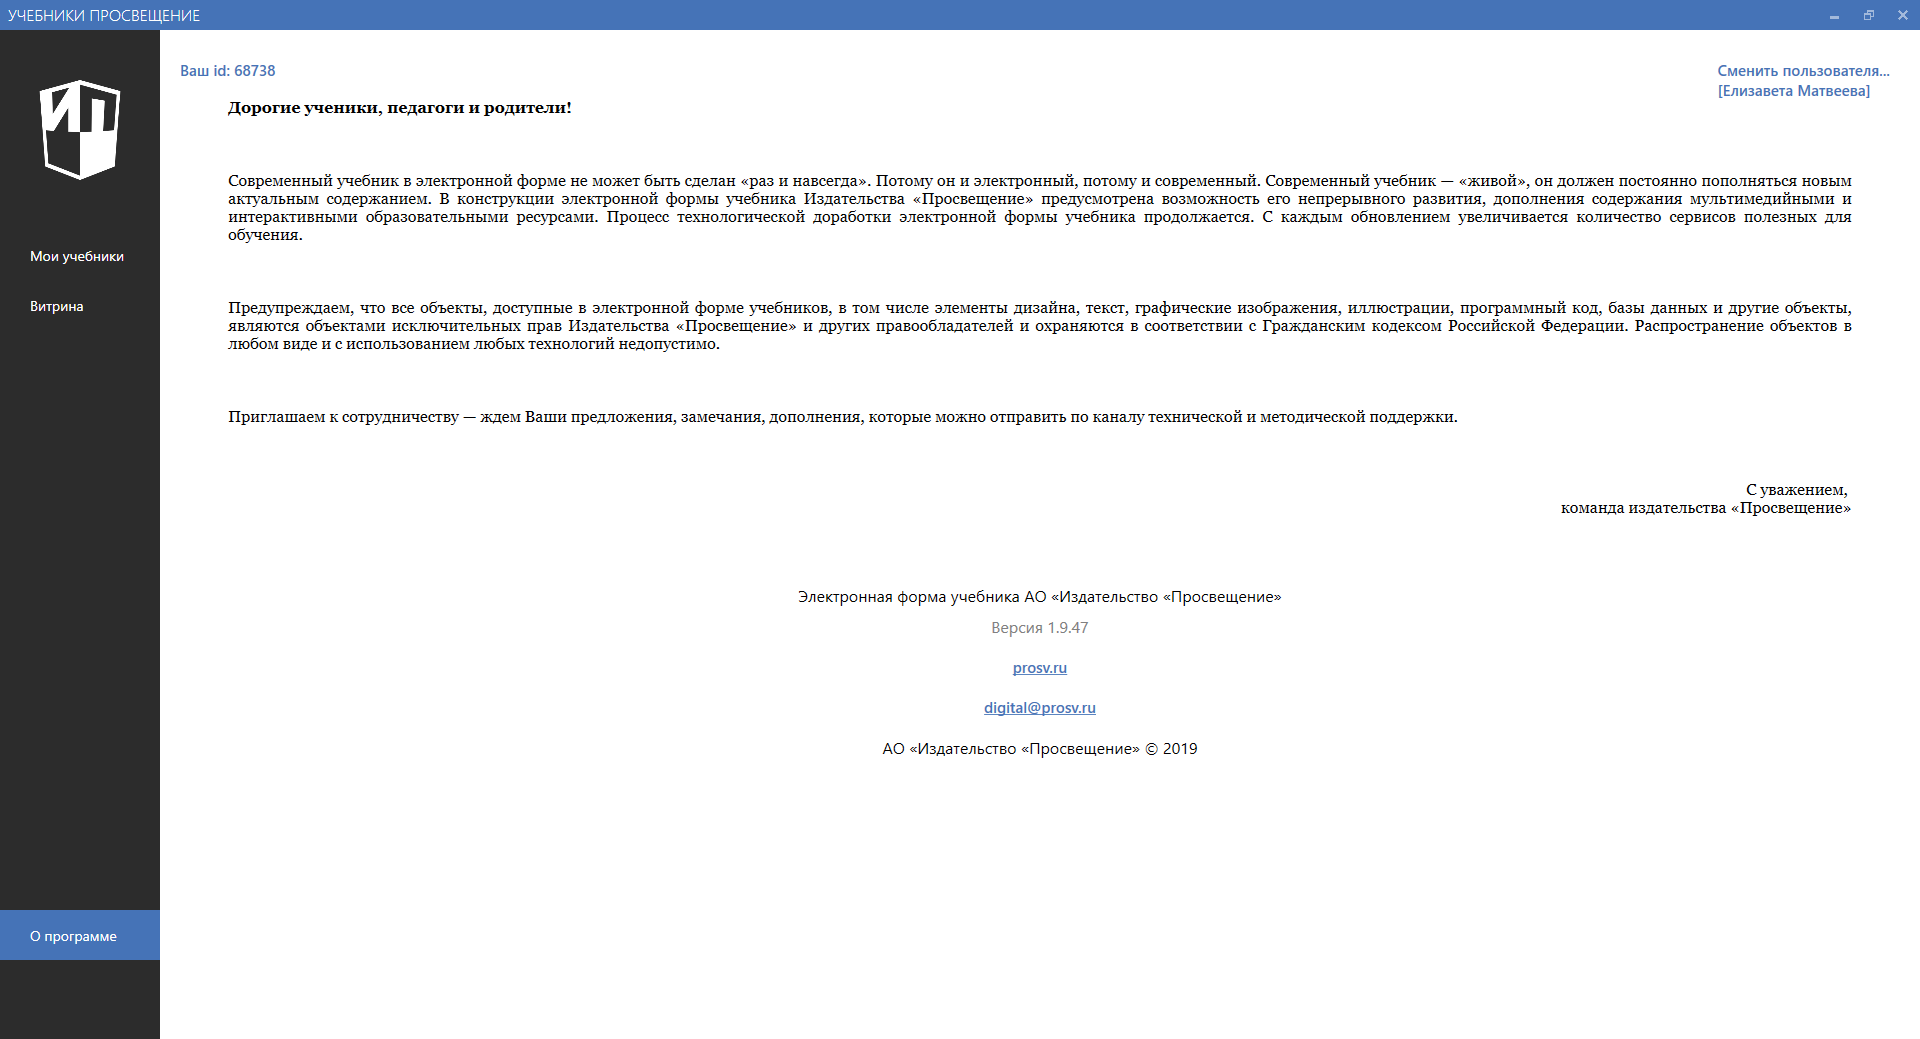 УЧЕБНИКИ ПРОСВЕЩЕНИЕ
ИП
Мои учебники
Витрина
О программе
Ваш id: 68738
Сменить пользователя...
[Елизавета Матвеева]
Дорогие ученики, педагоги и родители!
Современный учебник в электронной форме не может быть сделан «раз и навсегда». Потому он и электронный, потому и современный. Современный учебник — «живой», он должен постоянно пополняться новым
актуальным содержанием. В конструкции электронной формы учебника Издательства «Просвещение» предусмотрена возможность его непрерывного развития, дополнения содержания мультимедийными и
интерактивными образовательными ресурсами. Процесс технологической доработки электронной формы учебника продолжается. С каждым обновлением увеличивается количество сервисов полезных для
обучения.
Предупреждаем, что все объекты, доступные в электронной форме учебников, в том числе элементы дизайна, текст, графические изображения, иллюстрации, программный код, базы данных и другие объекты,
являются объектами исключительных прав Издательства «Просвещение» и других правообладателей и охраняются в соответствии с Гражданским кодексом Российской Федерации. Распространение объектов в
любом виде и с использованием любых технологий недопустимо.
Приглашаем к сотрудничеству — ждем Ваши предложения, замечания, дополнения, которые можно отправить по каналу технической и методической поддержки.
С уважением,
команда издательства «Просвещение»
Электронная форма учебника АО «Издательство «Просвещение»
Версия 1.9.47
prosv.ru
digital@prosv.ru
АО «Издательство «Просвещение» © 2019